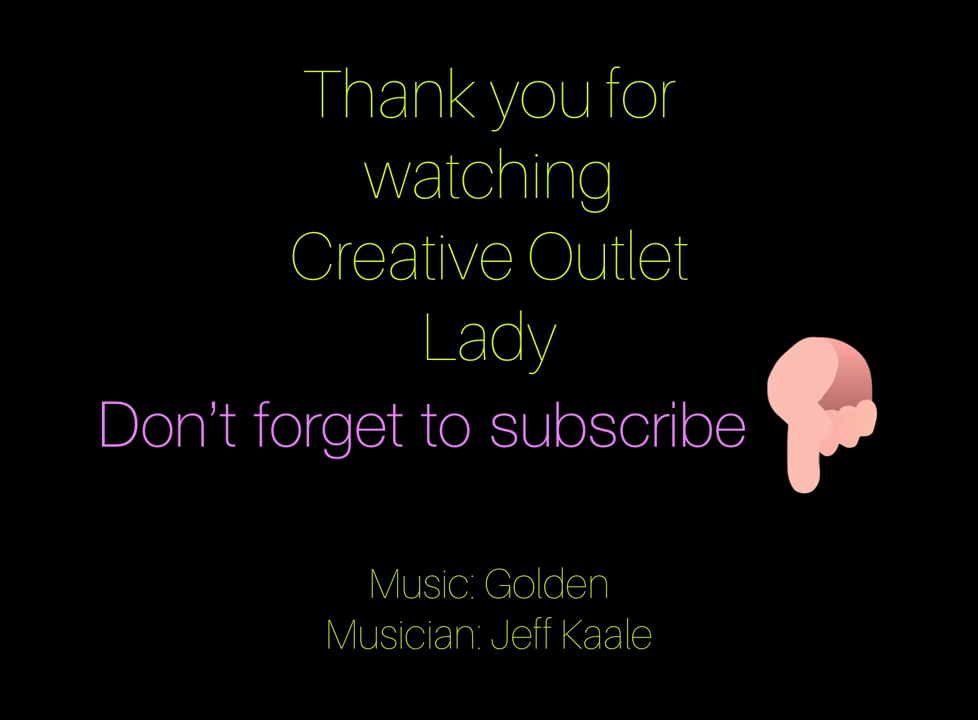 Thank you for
watching
Creative Outlet
Lady
Don’t forget to subscribe
Music: Golden
Musician: Jeff Kaale